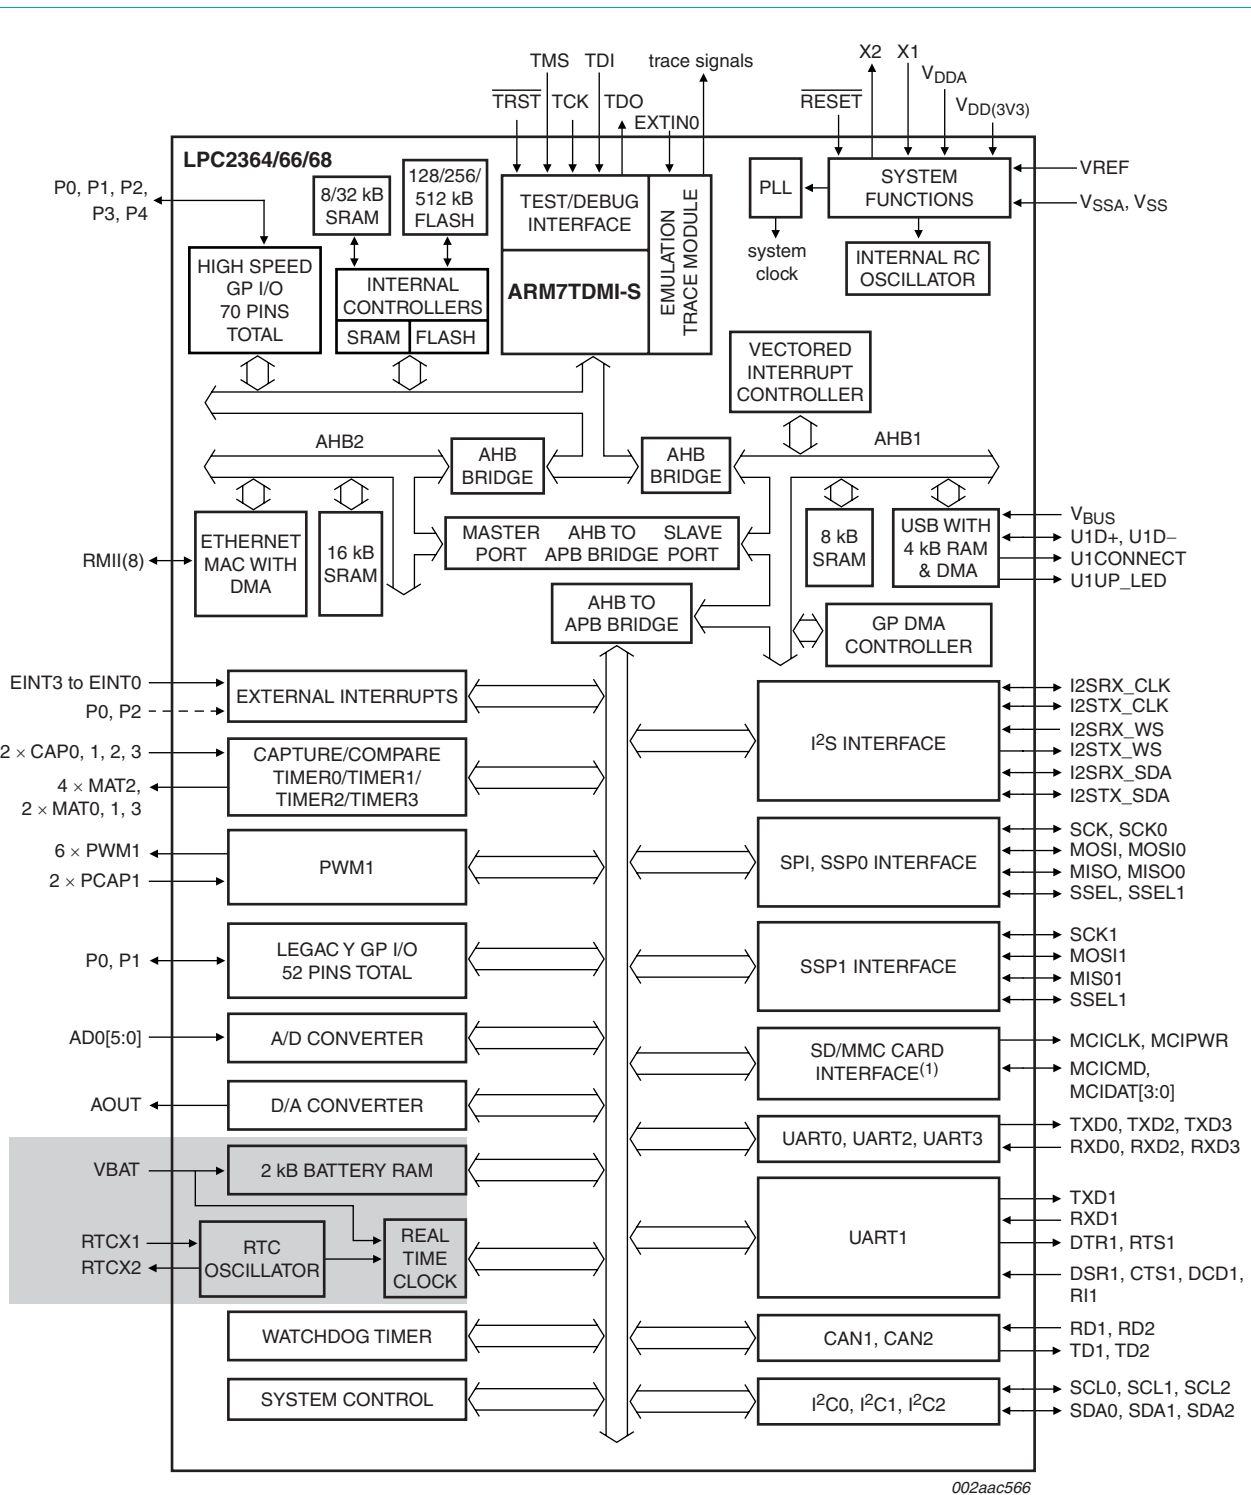 TMS TDI trace signals
TRST TCK TDO
EXTIN0
X2 X1
VDDA
RESET VDD(3V3)
LPC2364/66/68
P0, P1, P2,
P3, P4
8/32 kB
SRAM
128/256/
512 kB
FLASH
TEST/DEBUG
INTERFACE
EMULATION
TRACE MODULE
PLL
SYSTEM
FUNCTIONS
VREF
VSSA, VSS
system
clock
HIGH SPEED
GP I/O
70 PINS
TOTAL
INTERNAL
CONTROLLERS
SRAM FLASH
ARM7TDMI-S
INTERNAL RC
OSCILLATOR
VECTORED
INTERRUPT
CONTROLLER
AHB2
AHB
BRIDGE
AHB
BRIDGE
AHB1
RMII(8)
ETHERNET
MAC WITH
DMA
16 kB
SRAM
MASTER AHB TO SLAVE
PORT APB BRIDGE PORT
8 kB
SRAM
USB WITH
4 kB RAM
& DMA
VBUS
U1D+, U1D−
U1CONNECT
U1UP_LED
AHB TO
APB BRIDGE
GP DMA
CONTROLLER
EINT3 to EINT0
P0, P2
EXTERNAL INTERRUPTS
2 × CAP0, 1, 2, 3
4 × MAT2,
2 × MAT0, 1, 3
CAPTURE/COMPARE
TIMER0/TIMER1/
TIMER2/TIMER3
6 × PWM1
2 × PCAP1
PWM1
P0, P1
LEGACY GP I/O
52 PINS TOTAL
AD0[5:0]
A/D CONVERTER
AOUT
D/A CONVERTER
VBAT
2 kB BATTERY RAM
RTCX1
RTCX2
RTC
OSCILLATOR
REAL
TIME
CLOCK
WATCHDOG TIMER
SYSTEM CONTROL
I2S INTERFACE
I2SRX_CLK
I2STX_CLK
I2SRX_WS
I2STX_WS
I2SRX_SDA
I2STX_SDA
SPI, SSP0 INTERFACE
SCK, SCK0
MOSI, MOSI0
MISO, MISO0
SSEL, SSEL1
SSP1 INTERFACE
SCK1
MOSI1
MIS01
SSEL1
SD/MMC CARD
INTERFACE(1)
MCICLK, MCIPWR
MCICMD,
MCIDAT[3:0]
UART0, UART2, UART3
TXD0, TXD2, TXD3
RXD0, RXD2, RXD3
UART1
TXD1
RXD1
DTR1, RTS1
DSR1, CTS1, DCD1,
RI1
CAN1, CAN2
RD1, RD2
TD1, TD2
I2C0, I2C1, I2C2
SCL0, SCL1, SCL2
SDA0, SDA1, SDA2
002aac566